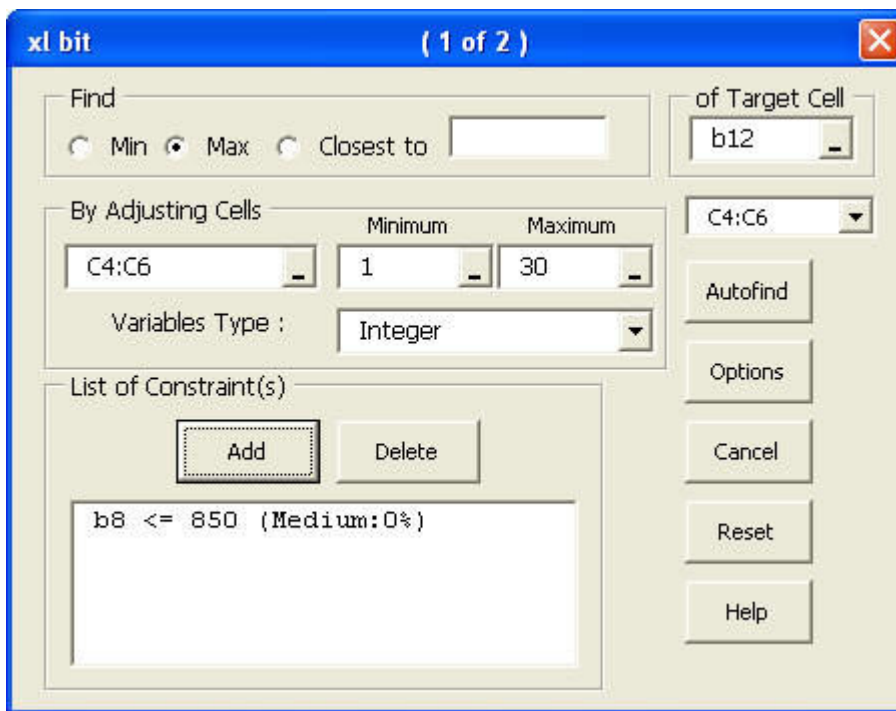 xl bit ( 1 of 2 )
Find
Min Max Closest to
of Target Cell
b12
By Adjusting Cells
Minimum Maximum
C4:C6
1
30
C4:C6
Variables Type :
Integer
Autofind
Options
Cancel
Reset
Help
List of Constraint(s)
Add
Delete
b8 <= 850 (Medium:0%)